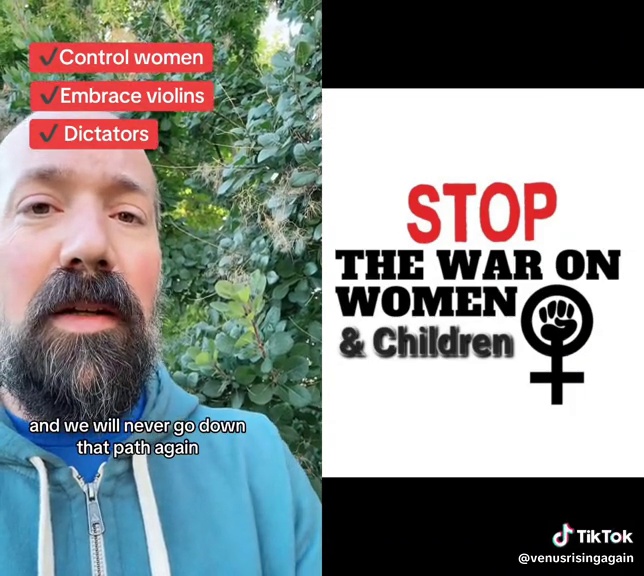 ✔Control women
✔Embrace violins
✔ Dictators
and we will never go down
that path again
STOP
THE WAR ON
WOMEN
& Children
TikTok
@venusrisingagain